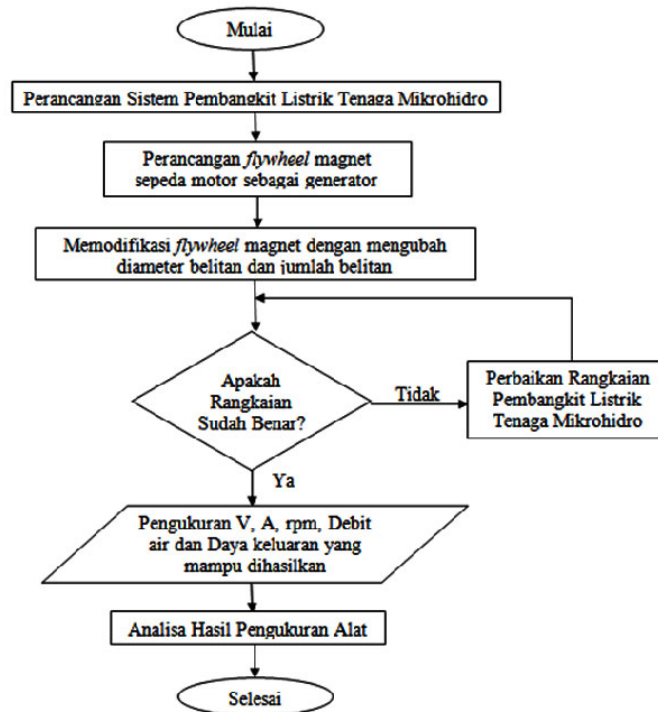 Mulai
Perancangan Sistem Pembangkit Listrik Tenaga Mikrohidro
Perancangan flywheel magnet
sepeda motor sebagai generator
Memodifikasi flywheel magnet dengan mengubah
diameter belitan dan jumlah belitan
Apakah
Rangkaian
Sudah Benar?
Tidak
Perbaikan Rangkaian
Pembangkit Listrik
Tenaga Mikrohidro
Ya
Pengukuran V, A, rpm, Debit
air dan Daya keluaran yang
mampu dihasilkan
Analisa Hasil Pengukuran Alat
Selesai